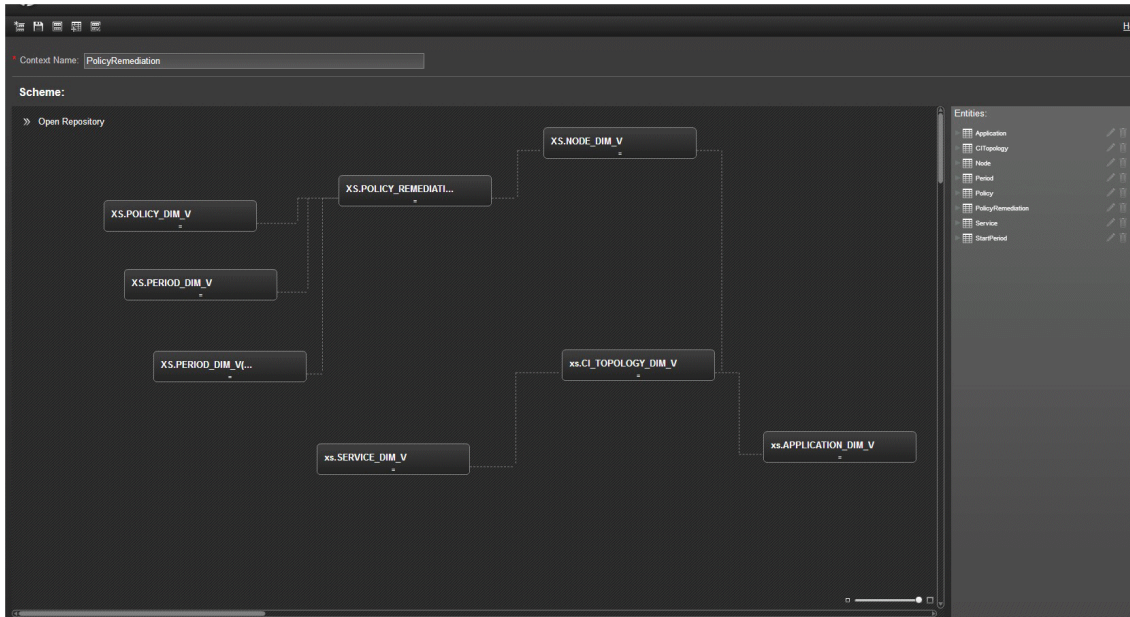 Context Name: PolicyRemediation
Scheme:
Open Repository
XS.NODE_DIM_V
XS.POLICY_REMEDIATI...
XS.POLICY_DIM_V
XS.PERIOD_DIM_V
XS.PERIOD_DIM_V(...
xs.CI_TOPOLOGY_DIM_V
xs.SERVICE_DIM_V
xs.APPLICATION_DIM_V
Entities:
Application
CITopology
Node
Period
Policy
PolicyRemediation
Service
StartPeriod